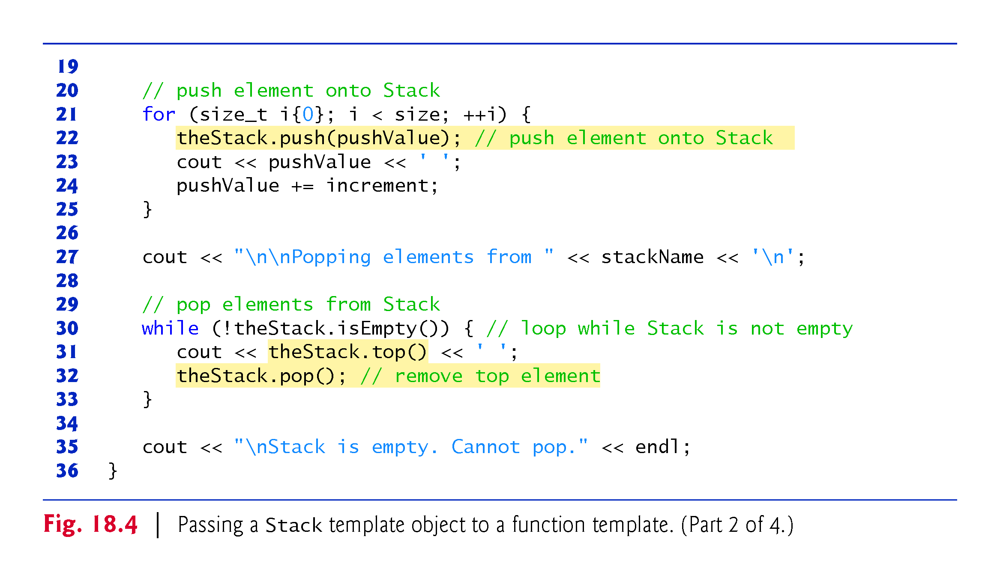 19
20 // push element onto Stack
21 for (size_t i{0}; i < size; ++i) {
22 theStack.push(pushValue); // push element onto Stack
23 cout << pushValue << ' ';
24 pushValue += increment;
25 }
26
27 cout << "\n\nPopping elements from " << stackName << '\n';
28
29 // pop elements from Stack
30 while (!theStack.isEmpty()) { // loop while Stack is not empty
31 cout << theStack.top() << ' ';
32 theStack.pop(); // remove top element
33 }
34
35 cout << "\nStack is empty. Cannot pop." << endl;
36 }
Fig. 18.4 | Passing a Stack template object to a function template. (Part 2 of 4.)